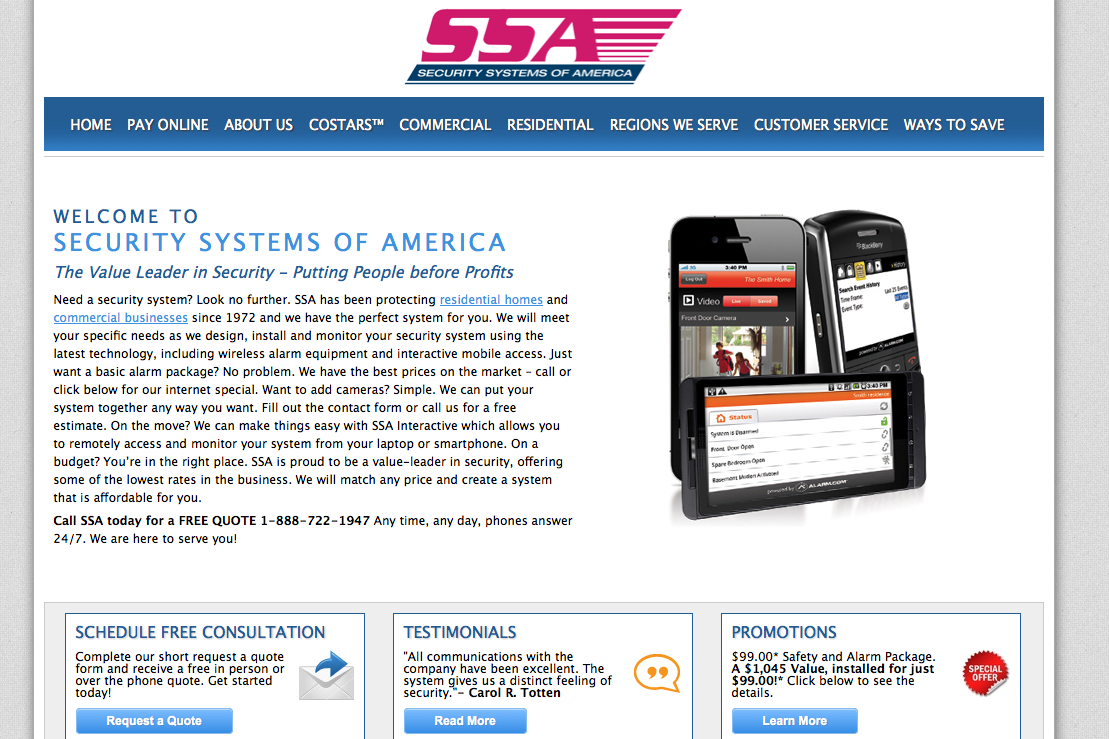 SSA
SECURITY SYSTEMS OF AMERICA
HOME PAY ONLINE ABOUT US COSTARS™ COMMERCIAL RESIDENTIAL REGIONS WE SERVE CUSTOMER SERVICE WAYS TO SAVE
WELCOME TO
SECURITY SYSTEMS OF AMERICA
The Value Leader in Security – Putting People before Profits
Need a security system? Look no further. SSA has been protecting residential homes and
commercial businesses since 1972 and we have the perfect system for you. We will meet
your specific needs as we design, install and monitor your security system using the
latest technology, including wireless alarm equipment and interactive mobile access. Just
want a basic alarm package? No problem. We have the best prices on the market – call or
click below for our internet special. Want to add cameras? Simple. We can put your
system together any way you want. Fill out the contact form or call us for a free
estimate. On the move? We can make things easy with SSA Interactive which allows you
to remotely access and monitor your system from your laptop or smartphone. On a
budget? You're in the right place. SSA is proud to be a value-leader in security, offering
some of the lowest rates in the business. We will match any price and create a system
that is affordable for you.
Call SSA today for a FREE QUOTE 1-888-722-1947 Any time, any day, phones answer
24/7. We are here to serve you!
3G 3:40 PM
Log Out The Smith Home
Video Live Saved
Front Door Camera
BlackBerry
History
Search Event History
Time Frame: Last 25 Events
Event Type:
powered by ALARM.COM
3:40 PM
Smith residence
Status
System is Disarmed
Front Door Open
Spare Bedroom Open
Basement Motion Activated
powered by ALARM.COM
SCHEDULE FREE CONSULTATION
Complete our short request a quote
form and receive a free in person or
over the phone quote. Get started
today!
Request a Quote
TESTIMONIALS
"All communications with the
company have been excellent. The
system gives us a distinct feeling of
security."– Carol R. Totten
Read More
PROMOTIONS
$99.00* Safety and Alarm Package.
A $1,045 Value, installed for just
$99.00!* Click below to see the
details.
SPECIAL
OFFER
Learn More